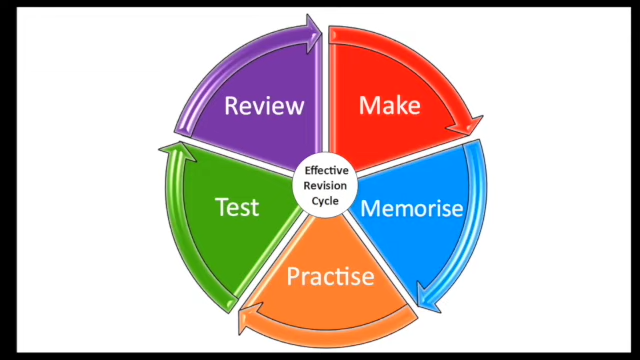 Review
Make
Effective
Revision
Cycle
Test
Memorise
Practise